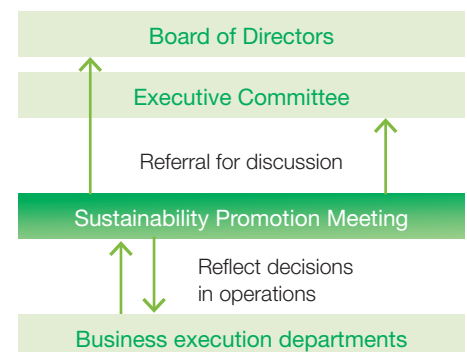 Board of Directors
Executive Committee
Referral for discussion
Sustainability Promotion Meeting
Reflect decisions
in operations
Business execution departments